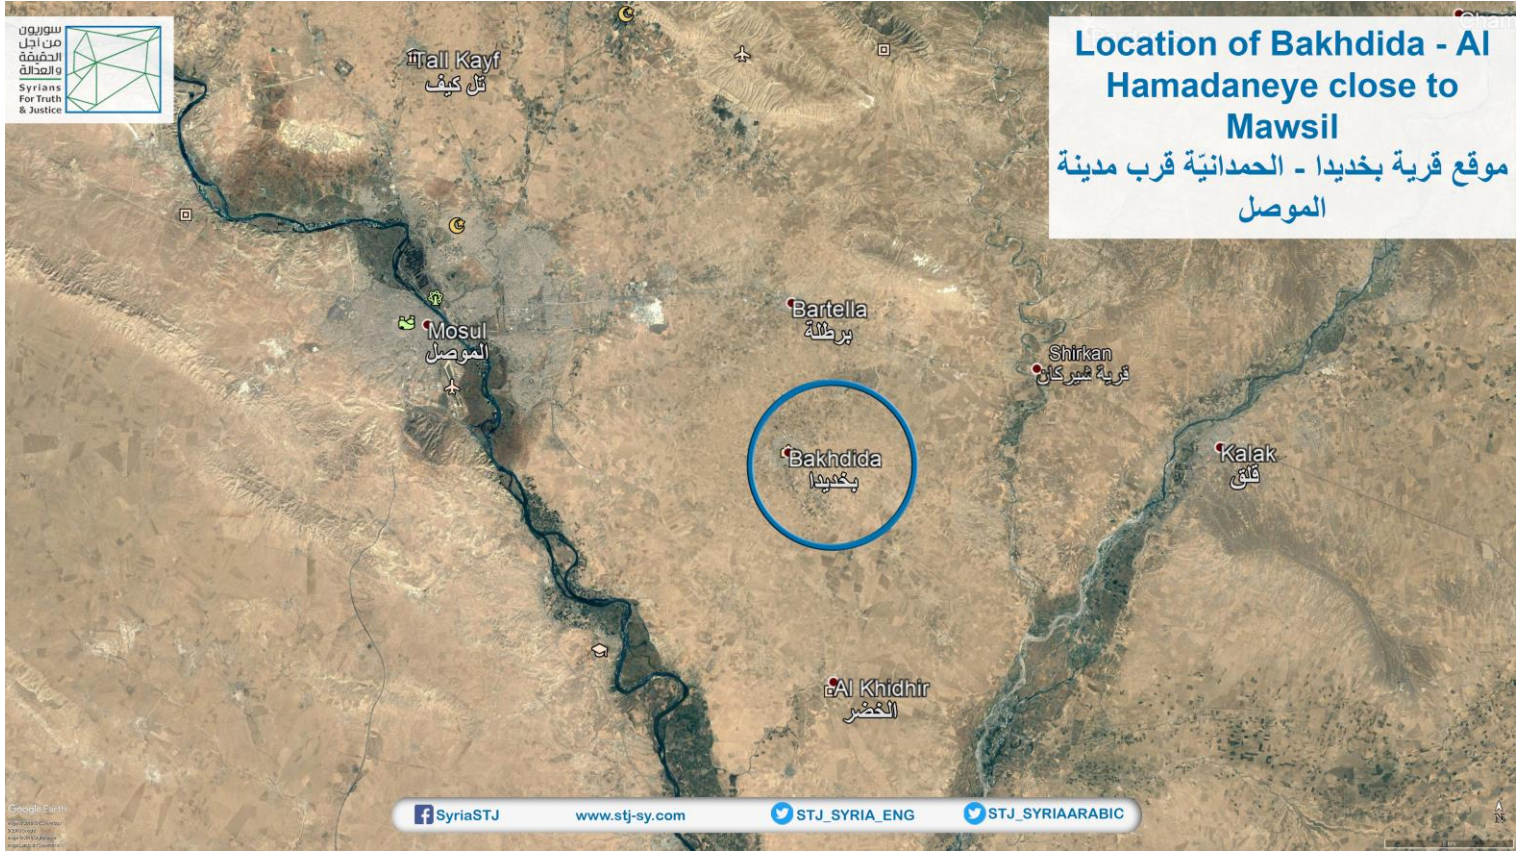 سوريون
من أجل
الحقيقة
والعدالة
Syrians
For Truth
& Justice
Location of Bakhdida - Al
Hamadaneye close to
Mawsil
موقع قرية بخديدا - الحمدانيّة قرب مدينة
الموصل
Tall Kayf
تل كيف
Bartella
برطلة
Mosul
الموصل
Shirkan
قرية شيركان
Bakhdida
بخديدا
Kalak
قلق
Al Khidhir
الخضر
Google Earth
SyriaSTJ
www.stj-sy.com
STJ_SYRIA_ENG
STJ_SYRIAARABIC
N